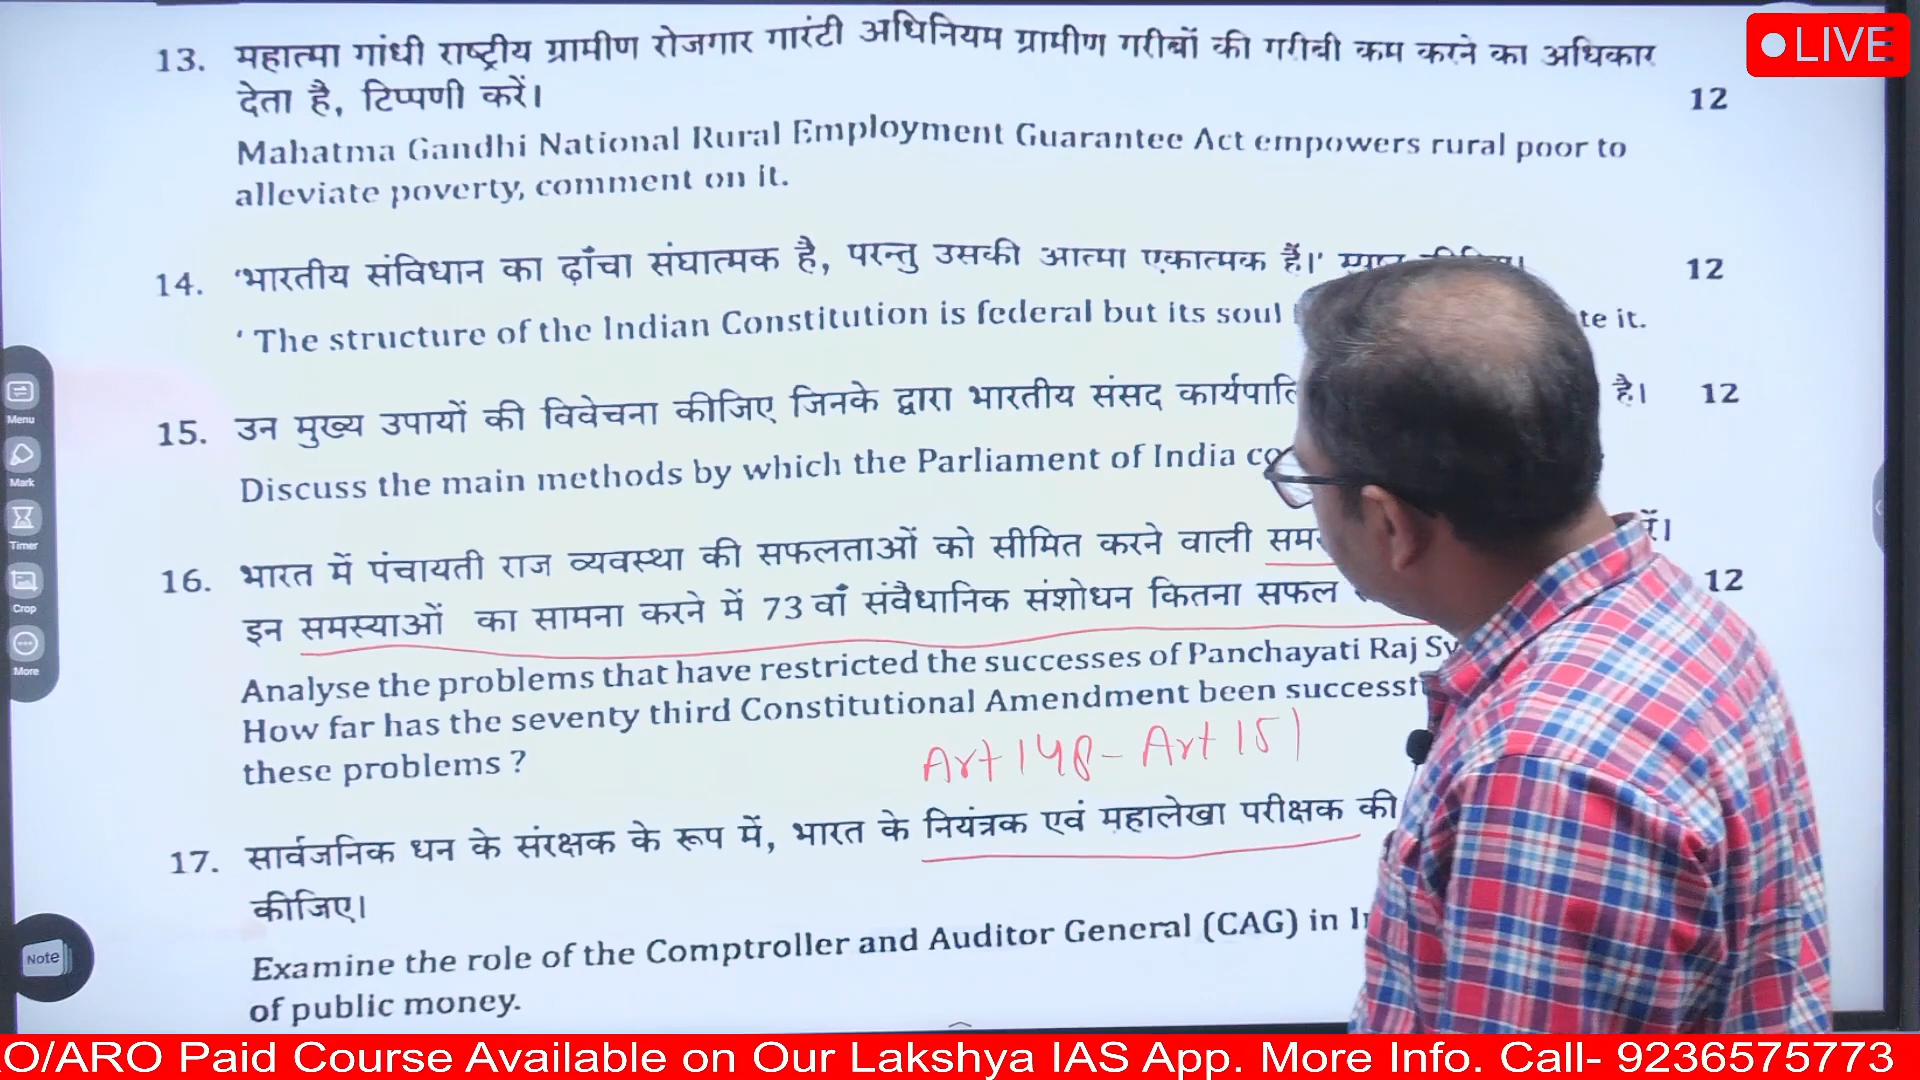 LIVE
13. महात्मा गांधी राष्ट्रीय ग्रामीण रोजगार गारंटी अधिनियम ग्रामीण गरीबों की गरीबी कम करने का अधिकार
देता है, टिप्पणी करें। 12
Mahatma Gandhi National Rural Employment Guarantee Act empowers rural poor to
alleviate poverty, comment on it.
14. 'भारतीय संविधान का ढ़ाँचा संघात्मक है, परन्तु उसकी आत्मा एकात्मक है।' 12
' The structure of the Indian Constitution is federal but its soul te it.
15. उन मुख्य उपायों की विवेचना कीजिए जिनके द्वारा भारतीय संसद है। 12
Discuss the main methods by which the Parliament of India
16. भारत में पंचायती राज व्यवस्था की सफलताओं को सीमित करने वाली
इन समस्याओं का सामना करने में 73 वाँ संवैधानिक संशोधन कितना सफल 12
Analyse the problems that have restricted the successes of Panchayati Raj
How far has the seventy third Constitutional Amendment been
these problems ?
Art 148 - Art 151
17. सार्वजनिक धन के संरक्षक के रूप में, भारत के नियंत्रक एवं महालेखा परीक्षक की
कीजिए।
Examine the role of the Comptroller and Auditor General (CAG) in
of public money.
Menu
Mark
Timer
Crop
More
Note
O/ARO Paid Course Available on Our Lakshya IAS App. More Info. Call- 9236575773